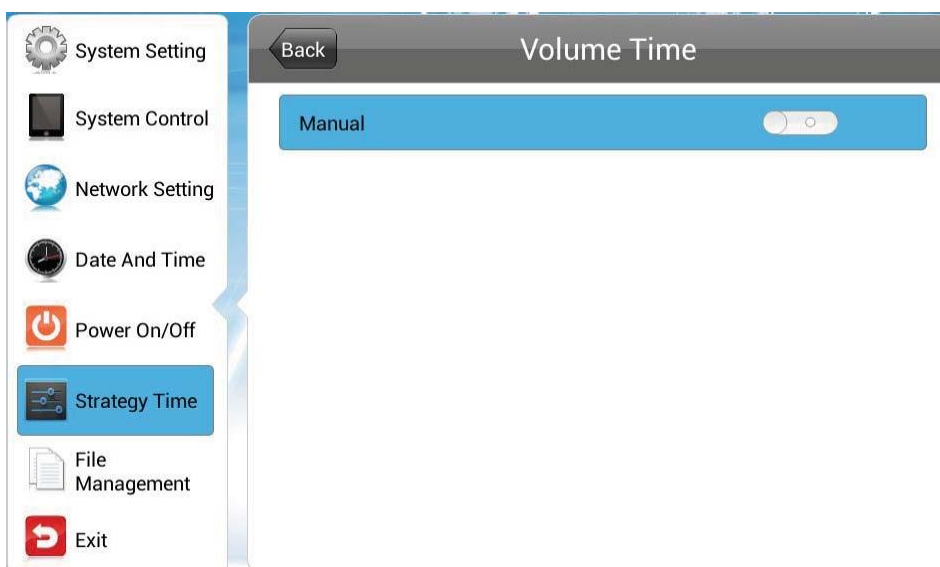 System Setting
System Control
Network Setting
Date And Time
Power On/Off
Strategy Time
File
Management
Exit
Back
Volume Time
Manual